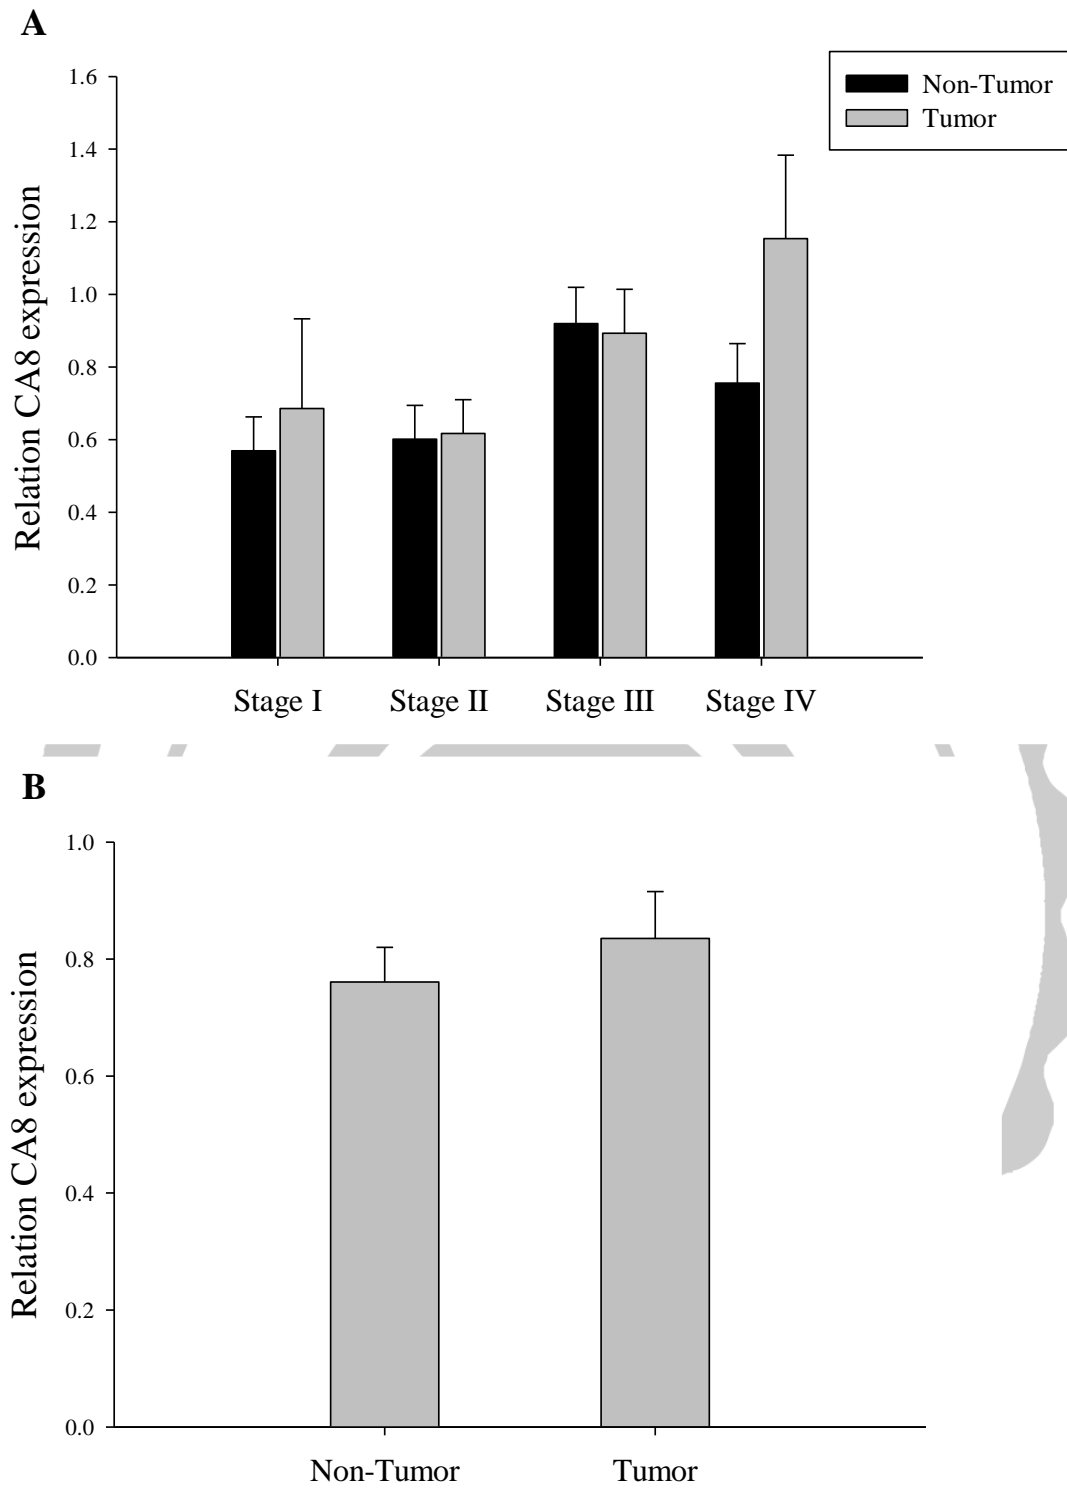 A
Non-Tumor
Tumor
1.6
1.4
1.2
1.0
0.8
0.6
0.4
0.2
0.0
Relation CA8 expression
Stage I Stage II Stage III Stage IV
B
1.0
0.8
0.6
0.4
0.2
0.0
Relation CA8 expression
Non-Tumor Tumor